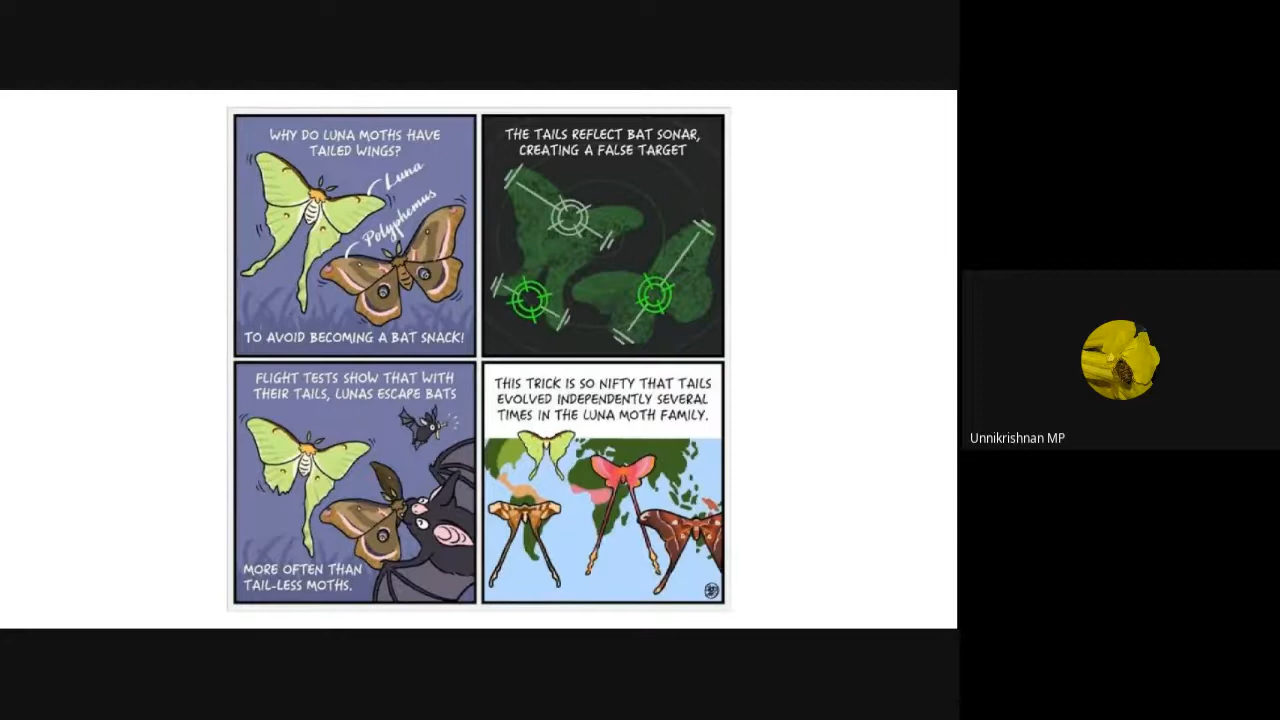 WHY DO LUNA MOTHS HAVE
TAILED WINGS?
Luna
Polyphemus
TO AVOID BECOMING A BAT SNACK!
THE TAILS REFLECT BAT SONAR,
CREATING A FALSE TARGET
FLIGHT TESTS SHOW THAT WITH
THEIR TAILS, LUNAS ESCAPE BATS
MORE OFTEN THAN
TAIL-LESS MOTHS.
THIS TRICK IS SO NIFTY THAT TAILS
EVOLVED INDEPENDENTLY SEVERAL
TIMES IN THE LUNA MOTH FAMILY.
Unnikrishnan MP